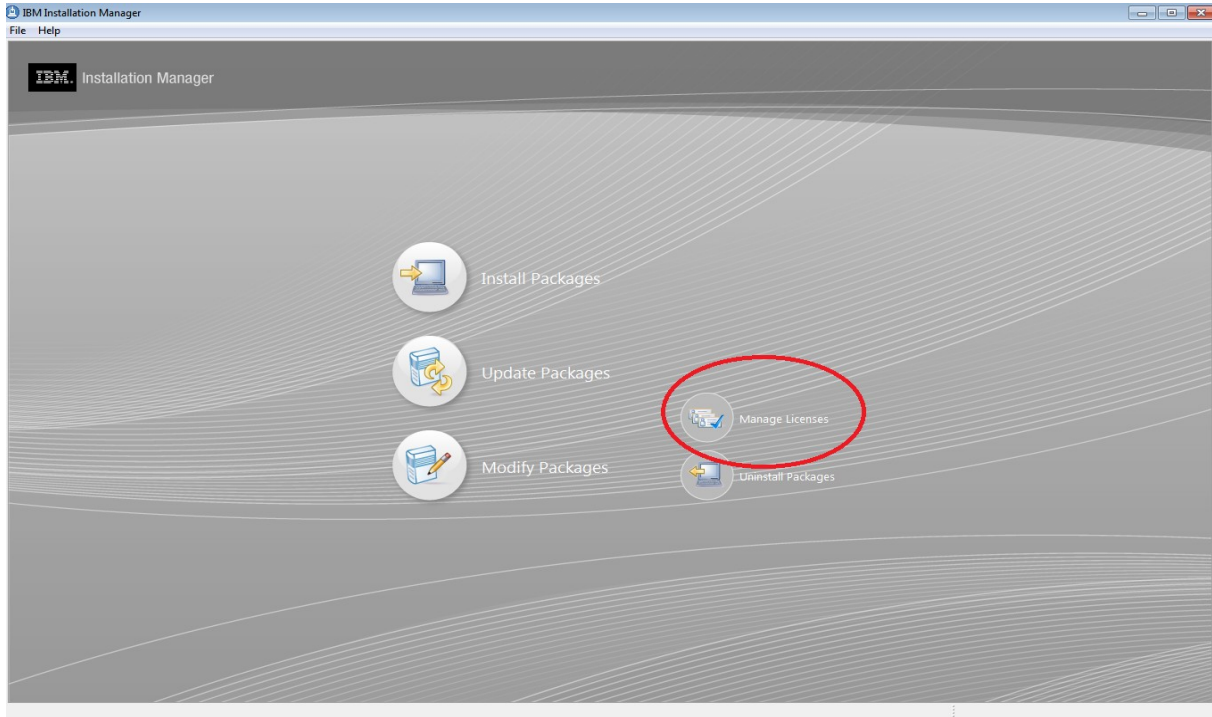 IBM Installation Manager
File Help
IBM. Installation Manager
Install Packages
Update Packages
Manage Licenses
Modify Packages
Uninstall Packages